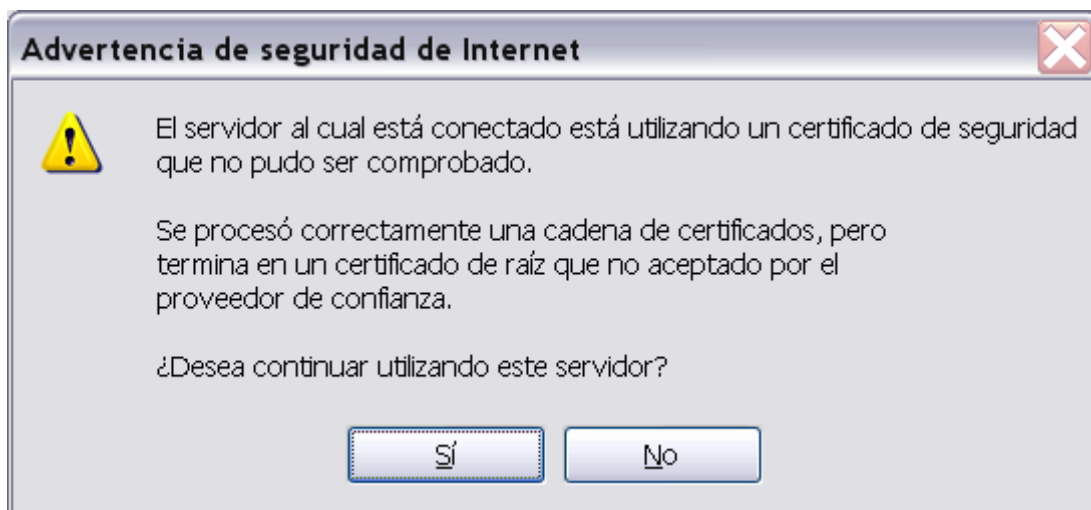 Advertencia de seguridad de Internet
El servidor al cual está conectado está utilizando un certificado de seguridad
que no pudo ser comprobado.
Se procesó correctamente una cadena de certificados, pero
termina en un certificado de raíz que no aceptado por el
proveedor de confianza.
¿Desea continuar utilizando este servidor?
Sí No